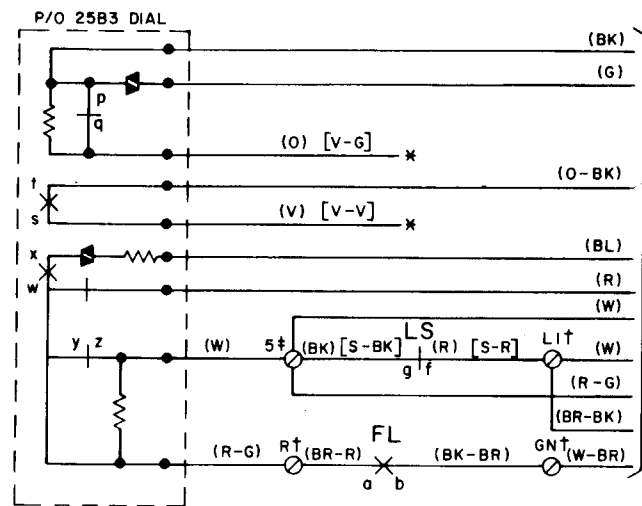 P/O 25B3 DIAL
(BK)
(G)
p
q
(O) [V-G]
t
(O-BK)
s
(V) [V-V]
x
(BL)
w
(R)
(W)
y z (W) 5‡ (BK) [S-BK] LS (R) [S-R] L1† (W)
g f
(R-G)
(BR-BK)
(R-G) R† (BR-R) FL (BK-BR) GN† (W-BR)
a b